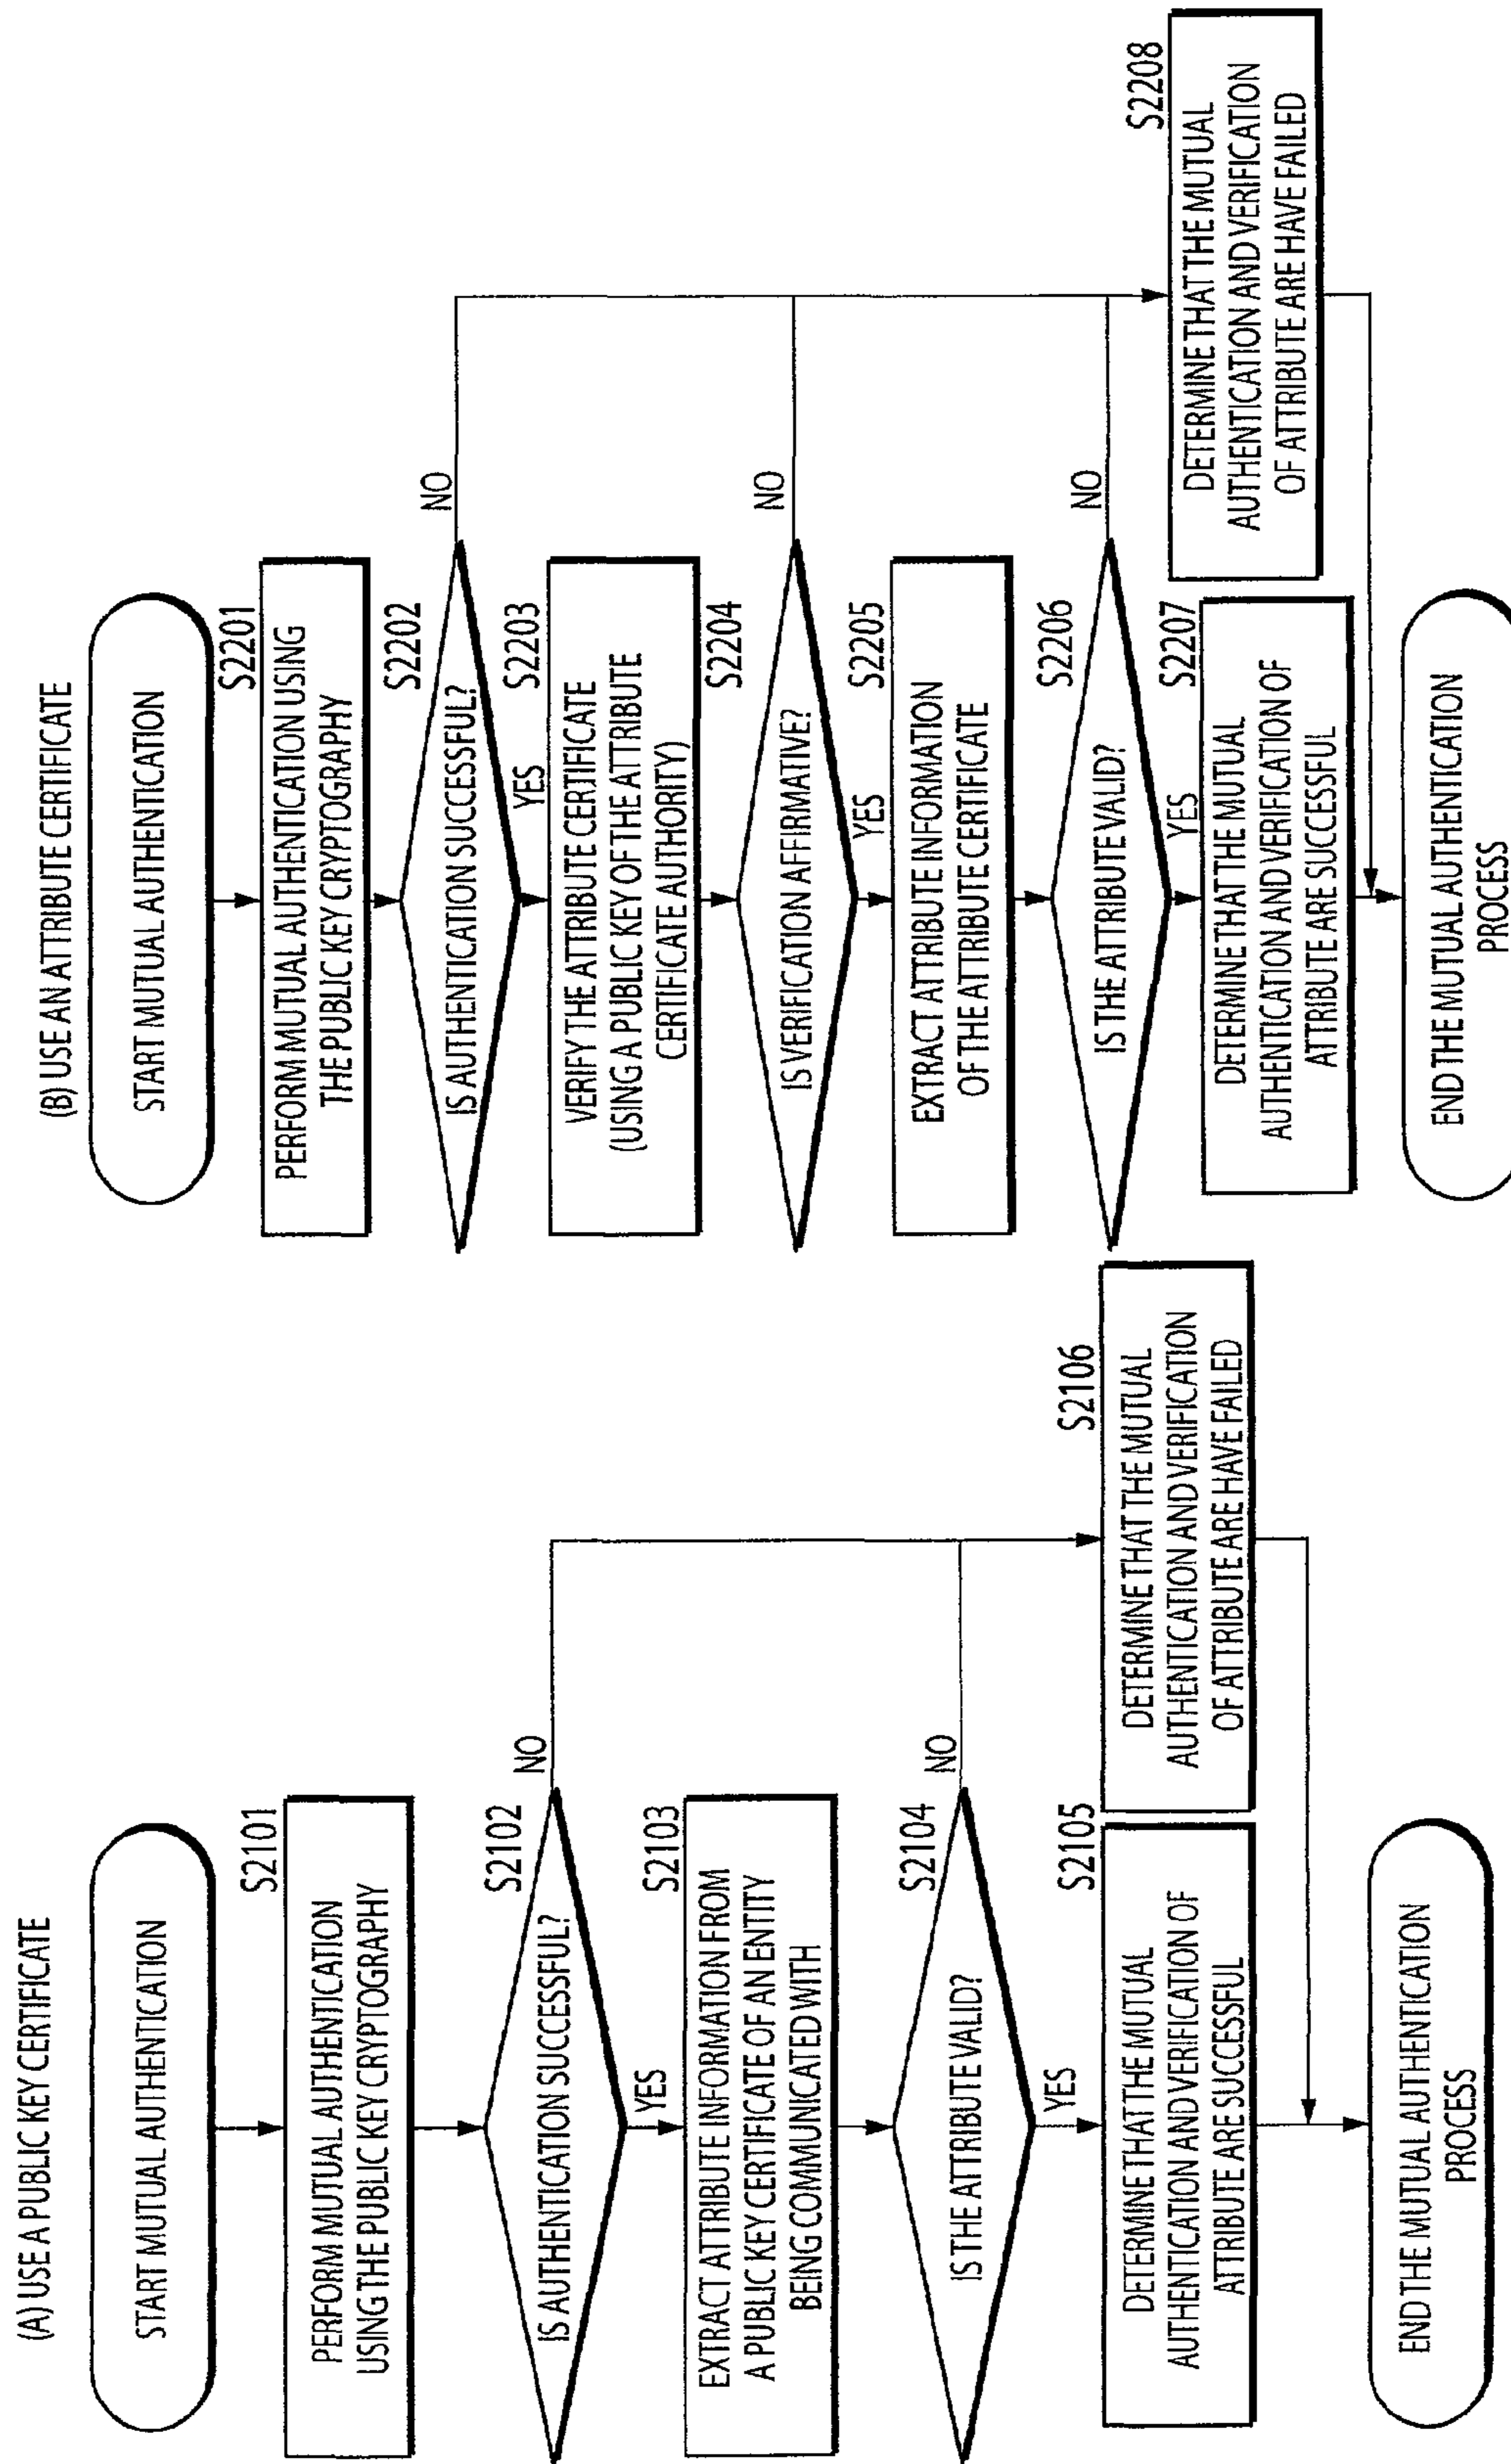 (A) USE A PUBLIC KEY CERTIFICATE
START MUTUAL AUTHENTICATION
S2101
PERFORM MUTUAL AUTHENTICATION
USING THE PUBLIC KEY CRYPTOGRAPHY
S2102
IS AUTHENTICATION SUCCESSFUL?
NO
YES
S2103
EXTRACT ATTRIBUTE INFORMATION FROM
A PUBLIC KEY CERTIFICATE OF AN ENTITY
BEING COMMUNICATED WITH
S2104
IS THE ATTRIBUTE VALID?
NO
YES
S2105
DETERMINE THAT THE MUTUAL
AUTHENTICATION AND VERIFICATION OF
ATTRIBUTE ARE SUCCESSFUL
S2106
DETERMINE THAT THE MUTUAL
AUTHENTICATION AND VERIFICATION
OF ATTRIBUTE ARE HAVE FAILED
END THE MUTUAL AUTHENTICATION
PROCESS
(B) USE AN ATTRIBUTE CERTIFICATE
START MUTUAL AUTHENTICATION
S2201
PERFORM MUTUAL AUTHENTICATION USING
THE PUBLIC KEY CRYPTOGRAPHY
S2202
IS AUTHENTICATION SUCCESSFUL?
NO
YES
S2203
VERIFY THE ATTRIBUTE CERTIFICATE
(USING A PUBLIC KEY OF THE ATTRIBUTE
CERTIFICATE AUTHORITY)
S2204
IS VERIFICATION AFFIRMATIVE?
NO
YES
S2205
EXTRACT ATTRIBUTE INFORMATION
OF THE ATTRIBUTE CERTIFICATE
S2206
IS THE ATTRIBUTE VALID?
NO
YES
S2207
DETERMINE THAT THE MUTUAL
AUTHENTICATION AND VERIFICATION OF
ATTRIBUTE ARE SUCCESSFUL
S2208
DETERMINE THAT THE MUTUAL
AUTHENTICATION AND VERIFICATION
OF ATTRIBUTE ARE HAVE FAILED
END THE MUTUAL AUTHENTICATION
PROCESS